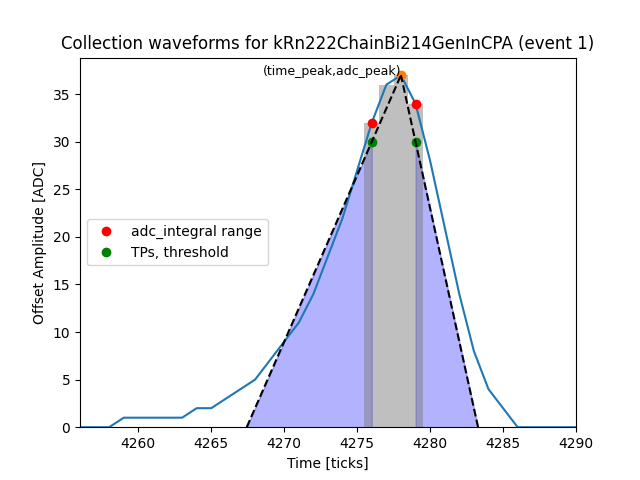 Collection waveforms for kRn222ChainBi214GenInCPA (event 1)
(time_peak,adc_peak)
35
30
25
20
15
10
5
0
Offset Amplitude [ADC]
adc_integral range
TPs, threshold
4260 4265 4270 4275 4280 4285 4290
Time [ticks]